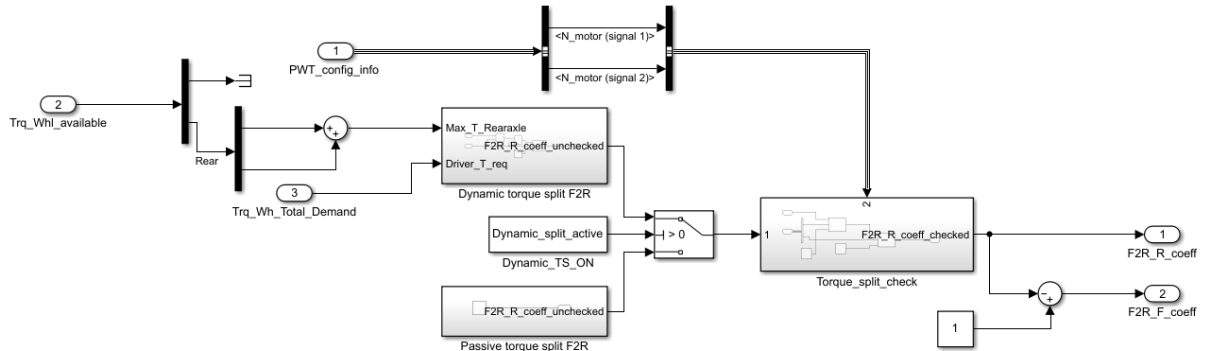 <N_motor (signal 1)>
1
PWT_config_info
<N_motor (signal 2)>
2
Trq_Whl_available
Rear
+
+
Max_T_Rearaxle
F2R_R_coeff_unchecked
Driver_T_req
Dynamic torque split F2R
3
Trq_Wh_Total_Demand
Dynamic_split_active
Dynamic_TS_ON
> 0
F2R_R_coeff_unchecked
Passive torque split F2R
2
1
F2R_R_coeff_checked
Torque_split_check
1
F2R_R_coeff
−
+
2
F2R_F_coeff
1